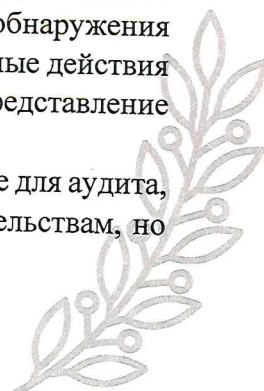 обнаружения
ные действия
редставление
е для аудита,
ельствам, но